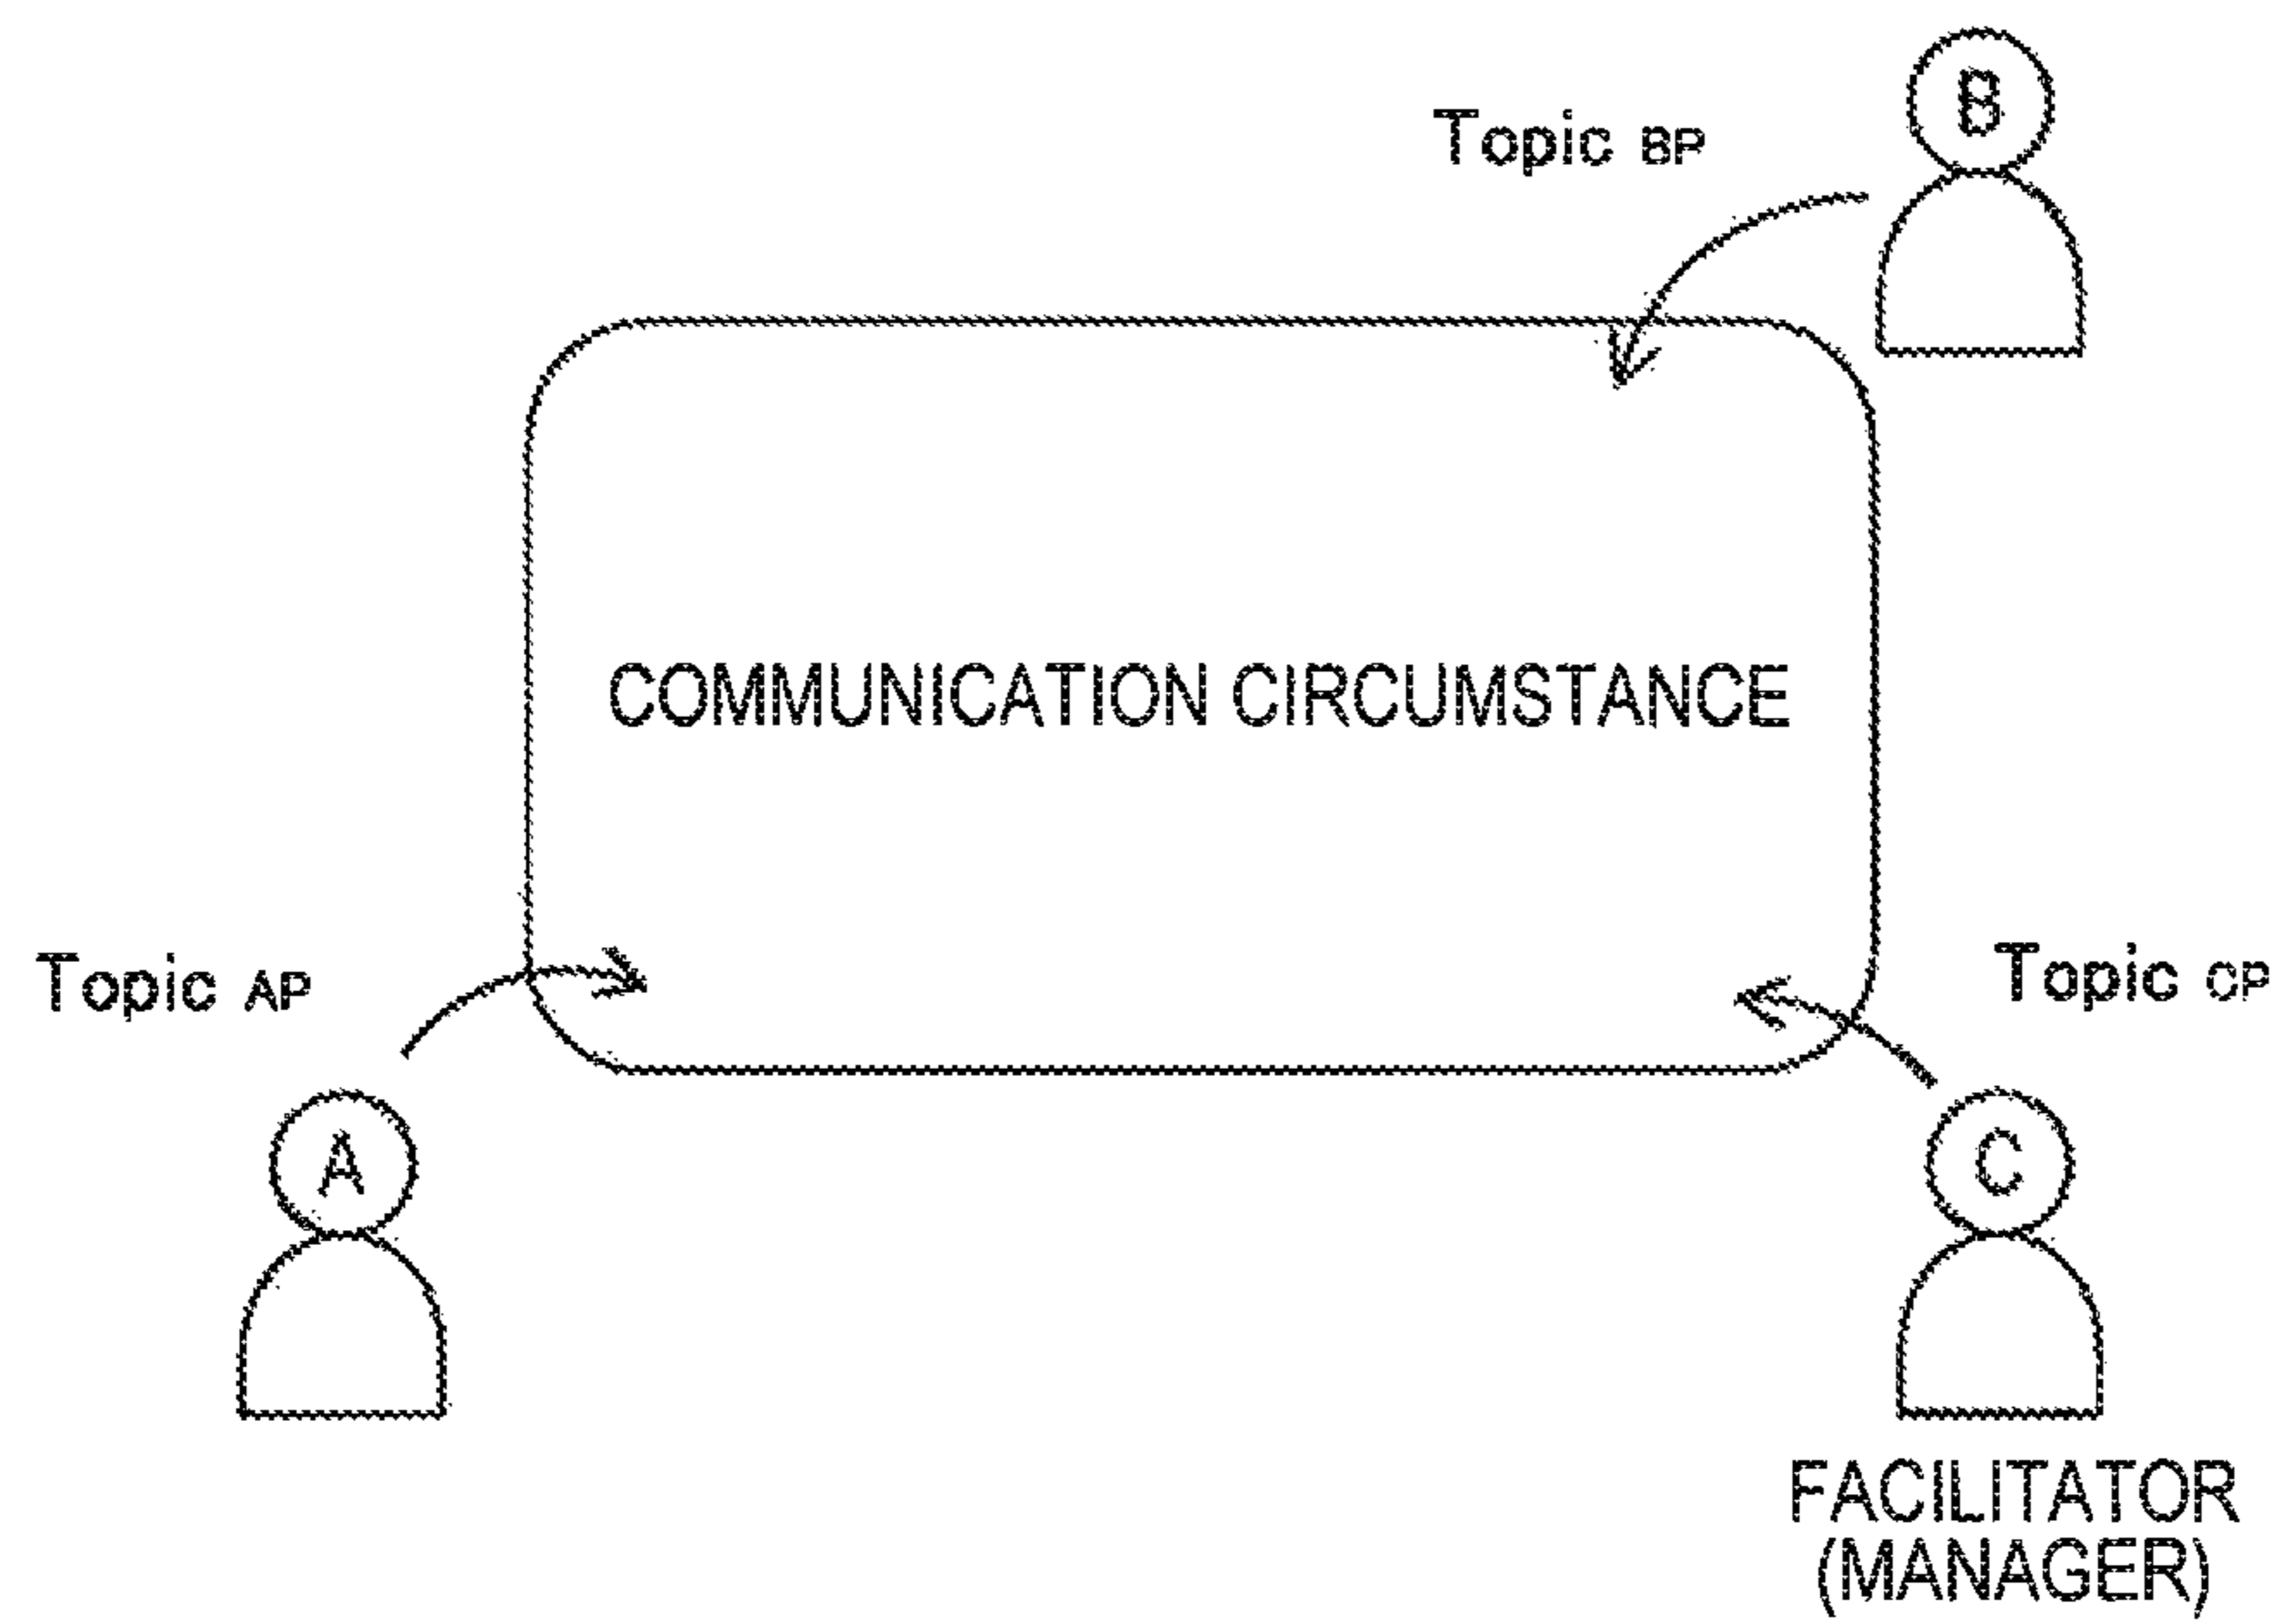 B
Topic BP
COMMUNICATION CIRCUMSTANCE
Topic AP
Topic CP
A
C
FACILITATOR
(MANAGER)